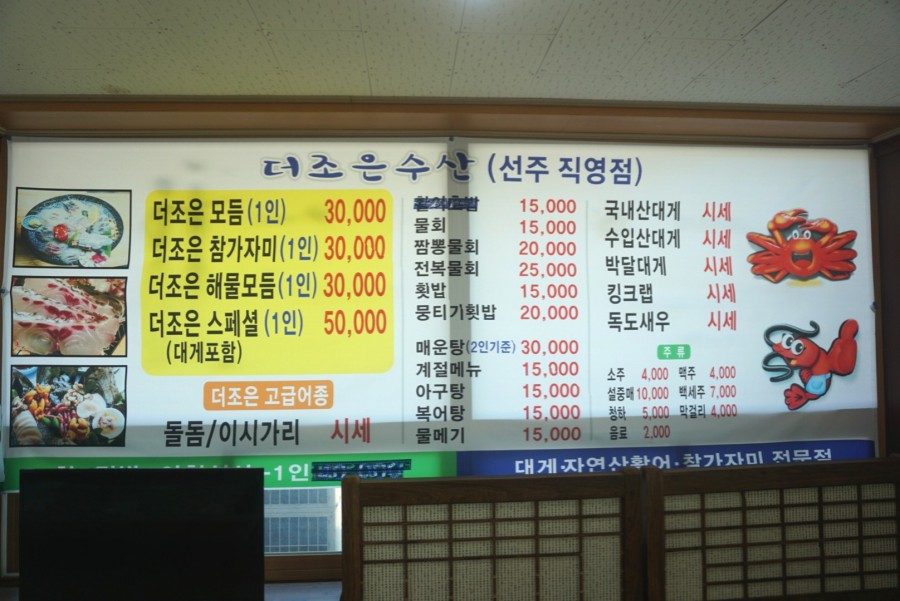 더조은수산 (선주 직영점)
더조은 모듬(1인) 30,000
더조은 참가자미(1인) 30,000
더조은 해물모듬(1인) 30,000
더조은 스페셜 (1인) 50,000
(대게포함)
더조은 고급어종
돌돔/이시가리 시세
15,000
물회 15,000
짬뽕물회 20,000
전복물회 25,000
횟밥 15,000
뭉티기횟밥 20,000
매운탕(2인기준) 30,000
계절메뉴 15,000
아구탕 15,000
복어탕 15,000
물메기 15,000
국내산대게 시세
수입산대게 시세
박달대게 시세
킹크랩 시세
독도새우 시세
주 류
소주 4,000 맥주 4,000
설중매 10,000 백세주 7,000
청하 5,000 막걸리 4,000
음료 2,000
1인
대게·자연산활어·참가자미 전문점